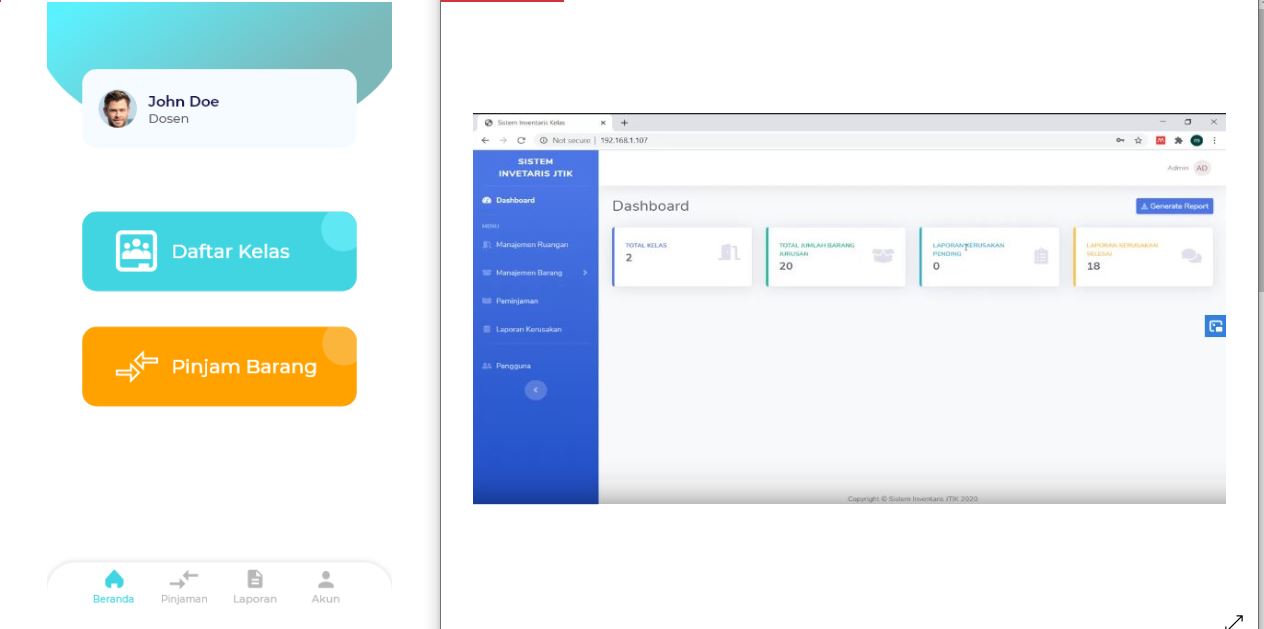 John Doe
Dosen
Daftar Kelas
Pinjam Barang
Beranda
Pinjaman
Laporan
Akun
Sistem Inventaris Kelas
Not secure | 192.168.1.107
SISTEM
INVETARIS JTIK
Dashboard
MENU
Manajemen Ruangan
Manajemen Barang
Peminjaman
Laporan Kerusakan
Pengguna
Admin AD
Dashboard
Generate Report
TOTAL KELAS
2
TOTAL JUMLAH BARANG
JURUSAN
20
LAPORAN KERUSAKAN
PENDING
0
LAPORAN KERUSAKAN
SELESAI
18
Copyright © Sistem Inventaris JTIK 2020